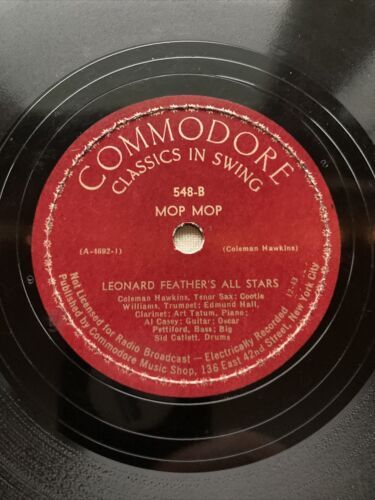 COMMODORE
CLASSICS IN SWING
548-B
MOP MOP
(A-4692-1)
(Coleman Hawkins)
LEONARD FEATHER'S ALL STARS
Coleman Hawkins, Tenor Sax; Cootie
Williams, Trumpet; Edmund Hall,
Clarinet; Art Tatum, Piano;
Al Casey; Guitar; Oscar
Pettiford, Bass; Big
Sid Catlett, Drums
Not Licensed for Radio Broadcast — Electrically Recorded
Published by Commodore Music Shop, 136 East 42nd Street, New York City